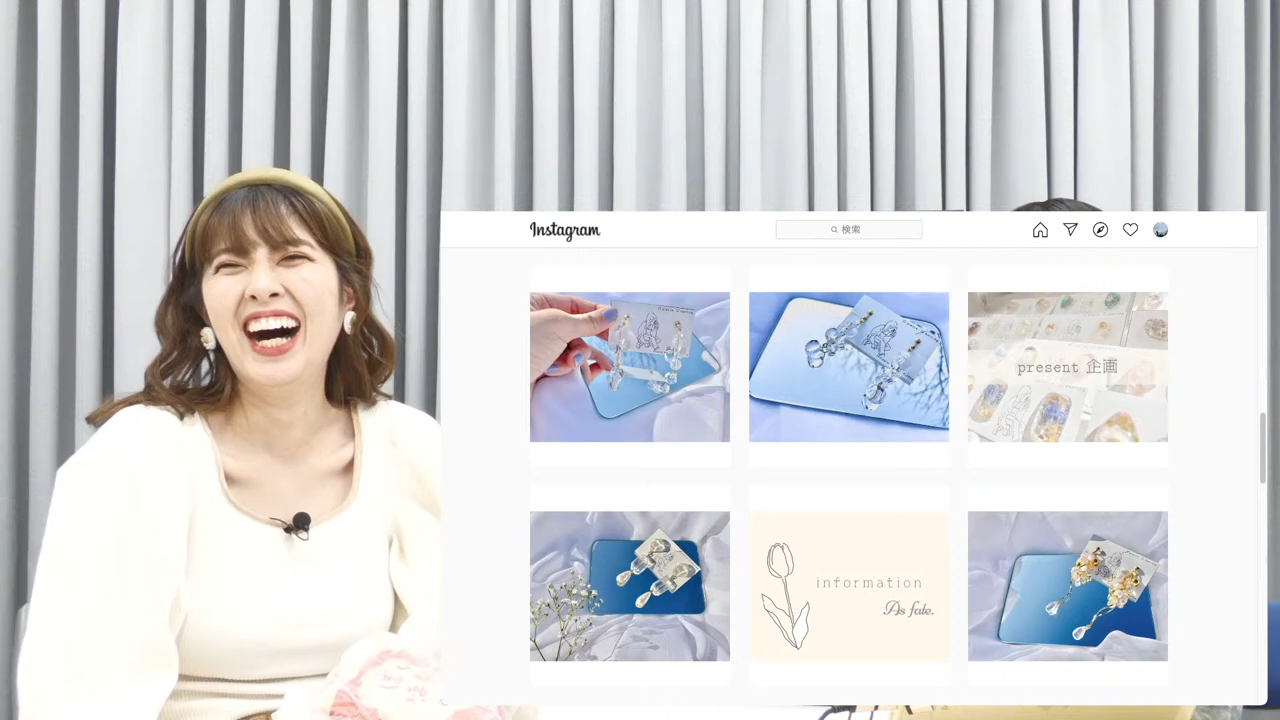 Instagram
検索
present 企画
information
As fate.